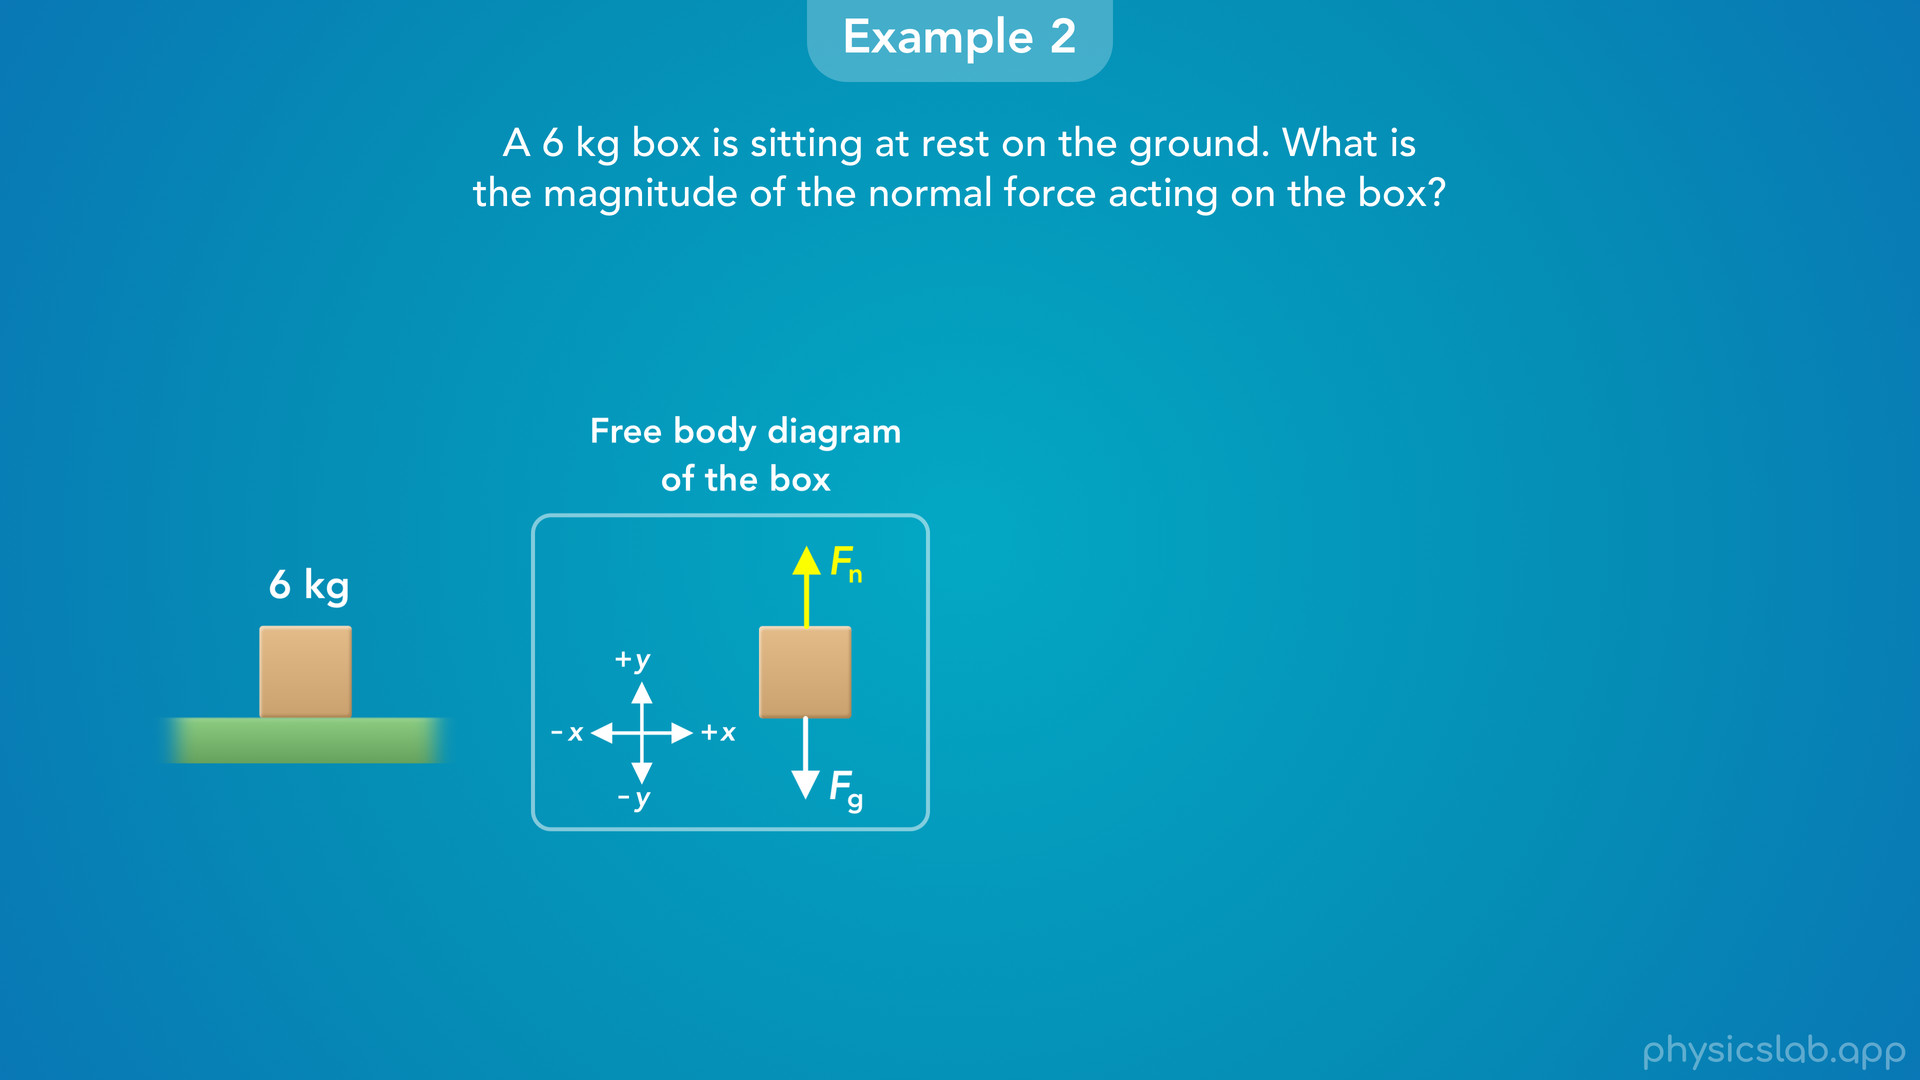 Example 2
A 6 kg box is sitting at rest on the ground. What is
the magnitude of the normal force acting on the box?
Free body diagram
of the box
6 kg
Fn
+y
-x
+x
-y
Fg
physicslab.app